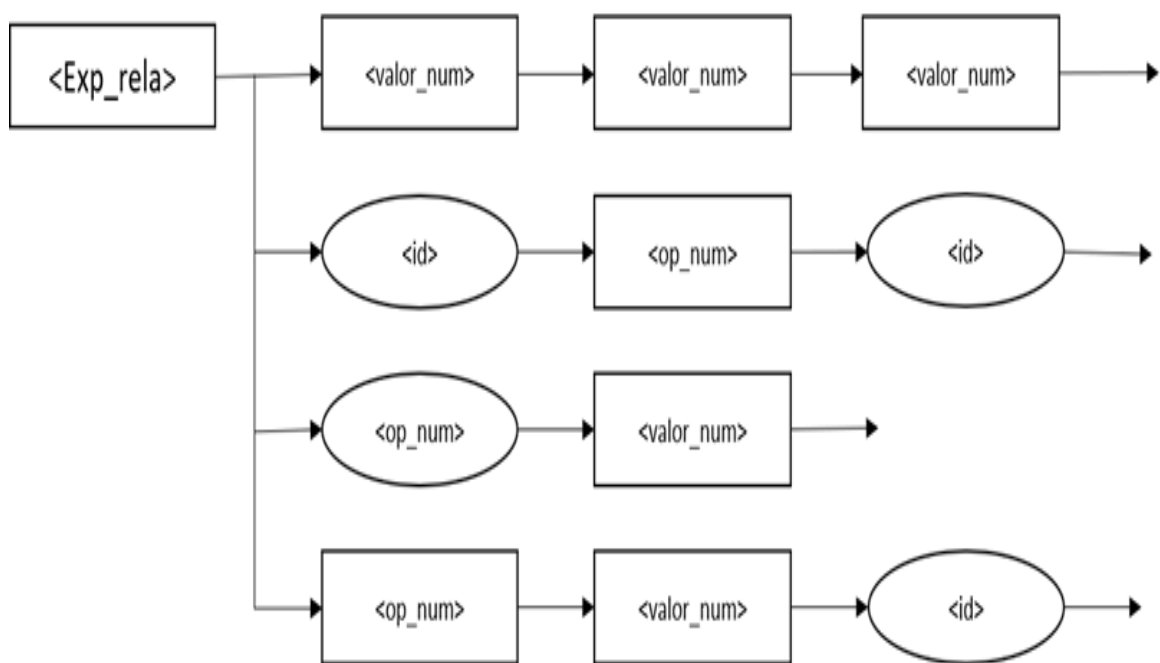 <Exp_rela>
<valor_num>
<valor_num>
<valor_num>
<id>
<op_num>
<id>
<op_num>
<valor_num>
<op_num>
<valor_num>
<id>